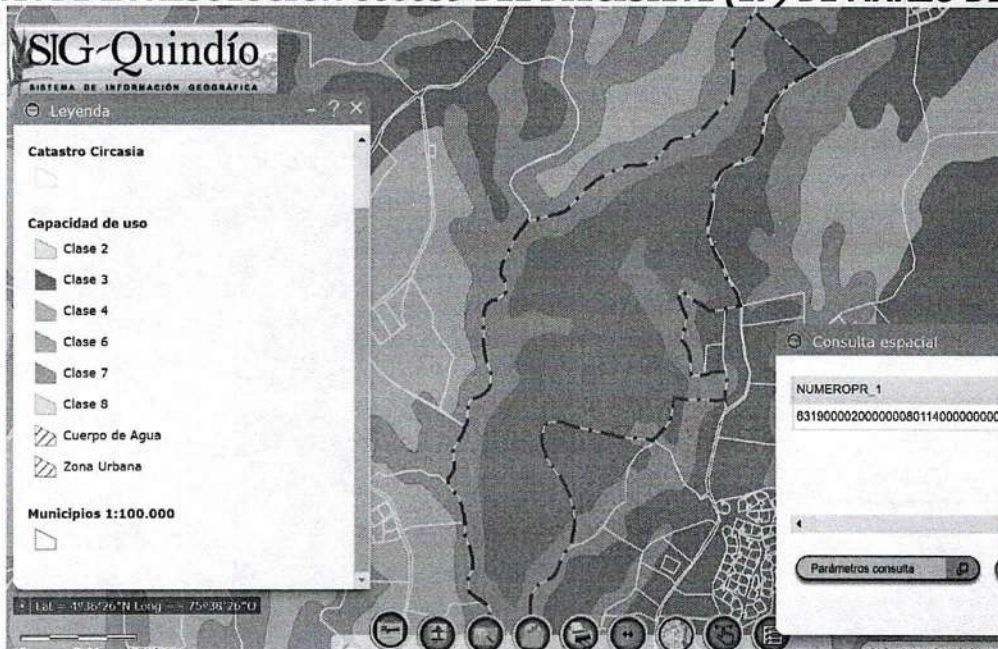 SIG-Quindío
SISTEMA DE INFORMACIÓN GEOGRÁFICA
Leyenda - ? ×
Catastro Circasia
Capacidad de uso
Clase 2
Clase 3
Clase 4
Clase 6
Clase 7
Clase 8
Cuerpo de Agua
Zona Urbana
Municipios 1:100.000
Consulta espacial
NUMEROPR_1
Parámetros consulta